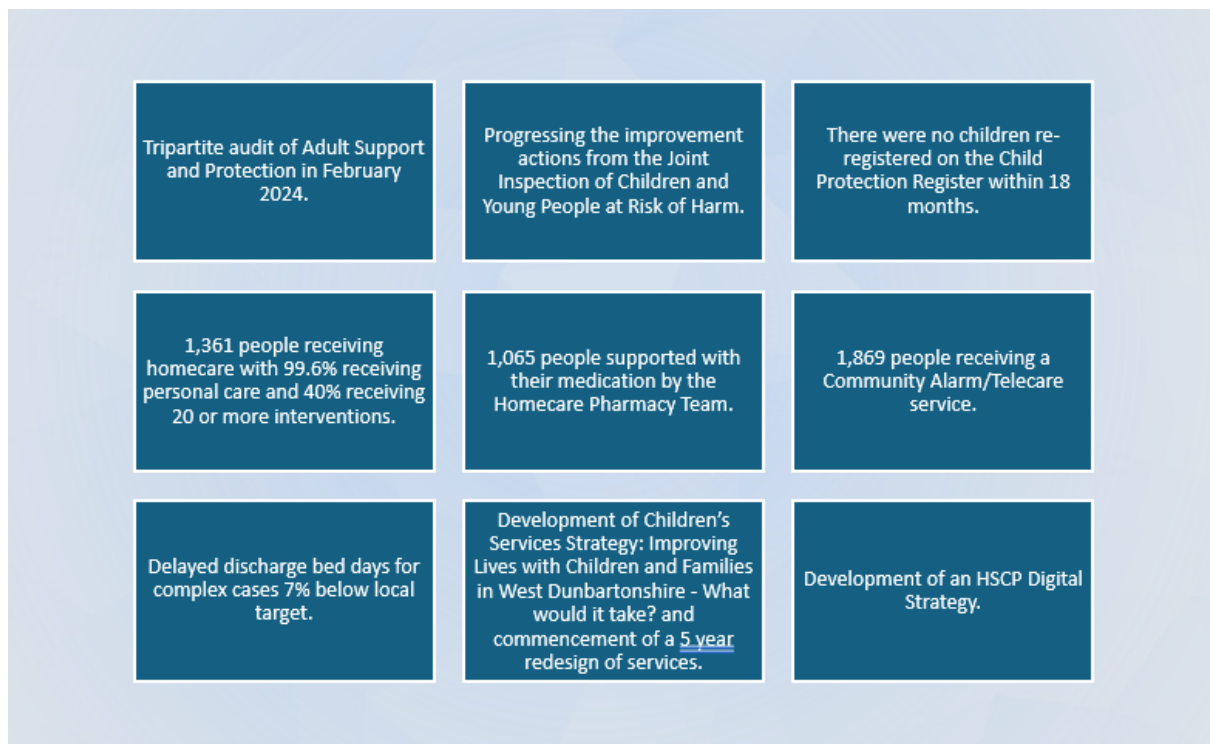 Tripartite audit of Adult Support
and Protection in February
2024.
Progressing the improvement
actions from the Joint
Inspection of Children and
Young People at Risk of Harm.
There were no children re-
registered on the Child
Protection Register within 18
months.
1,361 people receiving
homecare with 99.6% receiving
personal care and 40% receiving
20 or more interventions.
1,065 people supported with
their medication by the
Homecare Pharmacy Team.
1,869 people receiving a
Community Alarm/Telecare
service.
Delayed discharge bed days for
complex cases 7% below local
target.
Development of Children’s
Services Strategy: Improving
Lives with Children and Families
in West Dunbartonshire - What
would it take? and
commencement of a 5 year
redesign of services.
Development of an HSCP Digital
Strategy.